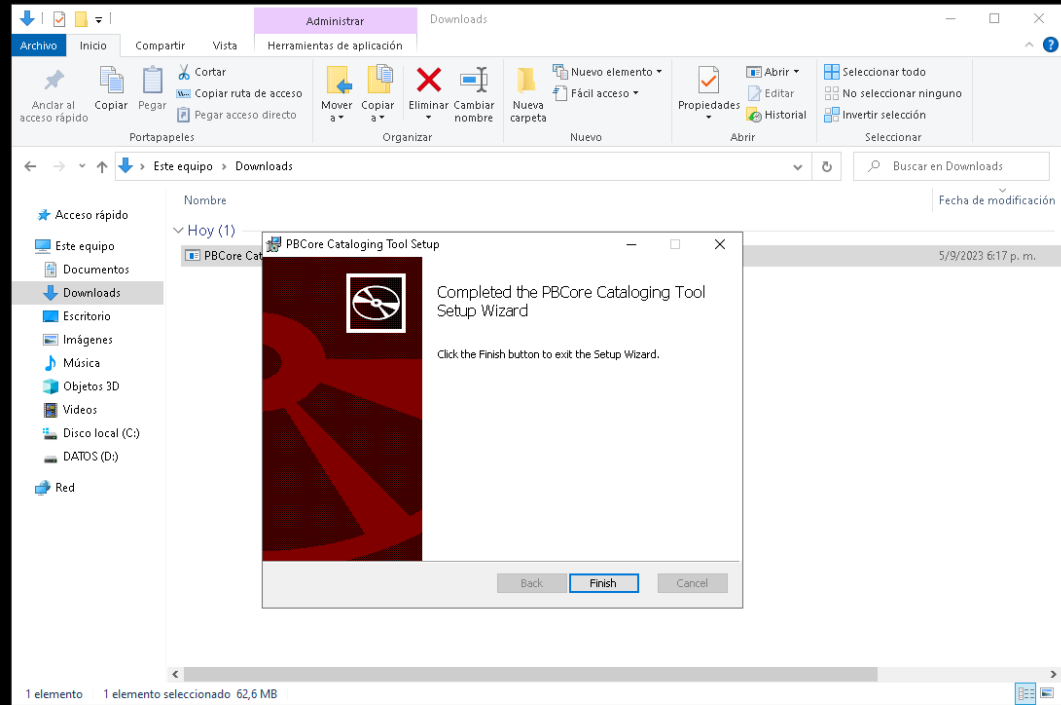 Administrar
Downloads
Archivo
Inicio
Compartir
Vista
Herramientas de aplicación
?
Anclar al
acceso rápido
Copiar
Pegar
Cortar
Copiar ruta de acceso
Pegar acceso directo
Portapapeles
Mover
a
Copiar
a
Eliminar
Cambiar
nombre
Organizar
Nueva
carpeta
Nuevo elemento
Fácil acceso
Nuevo
Propiedades
Abrir
Editar
Historial
Abrir
Seleccionar todo
No seleccionar ninguno
Invertir selección
Seleccionar
Este equipo > Downloads
Buscar en Downloads
Nombre
Fecha de modificación
Hoy (1)
PBCore Cat
5/9/2023 6:17 p. m.
Acceso rápido
Este equipo
Documentos
Downloads
Escritorio
Imágenes
Música
Objetos 3D
Videos
Disco local (C:)
DATOS (D:)
Red
PBCore Cataloging Tool Setup
Completed the PBCore Cataloging Tool
Setup Wizard
Click the Finish button to exit the Setup Wizard.
Back
Finish
Cancel
1 elemento
1 elemento seleccionado 62,6 MB